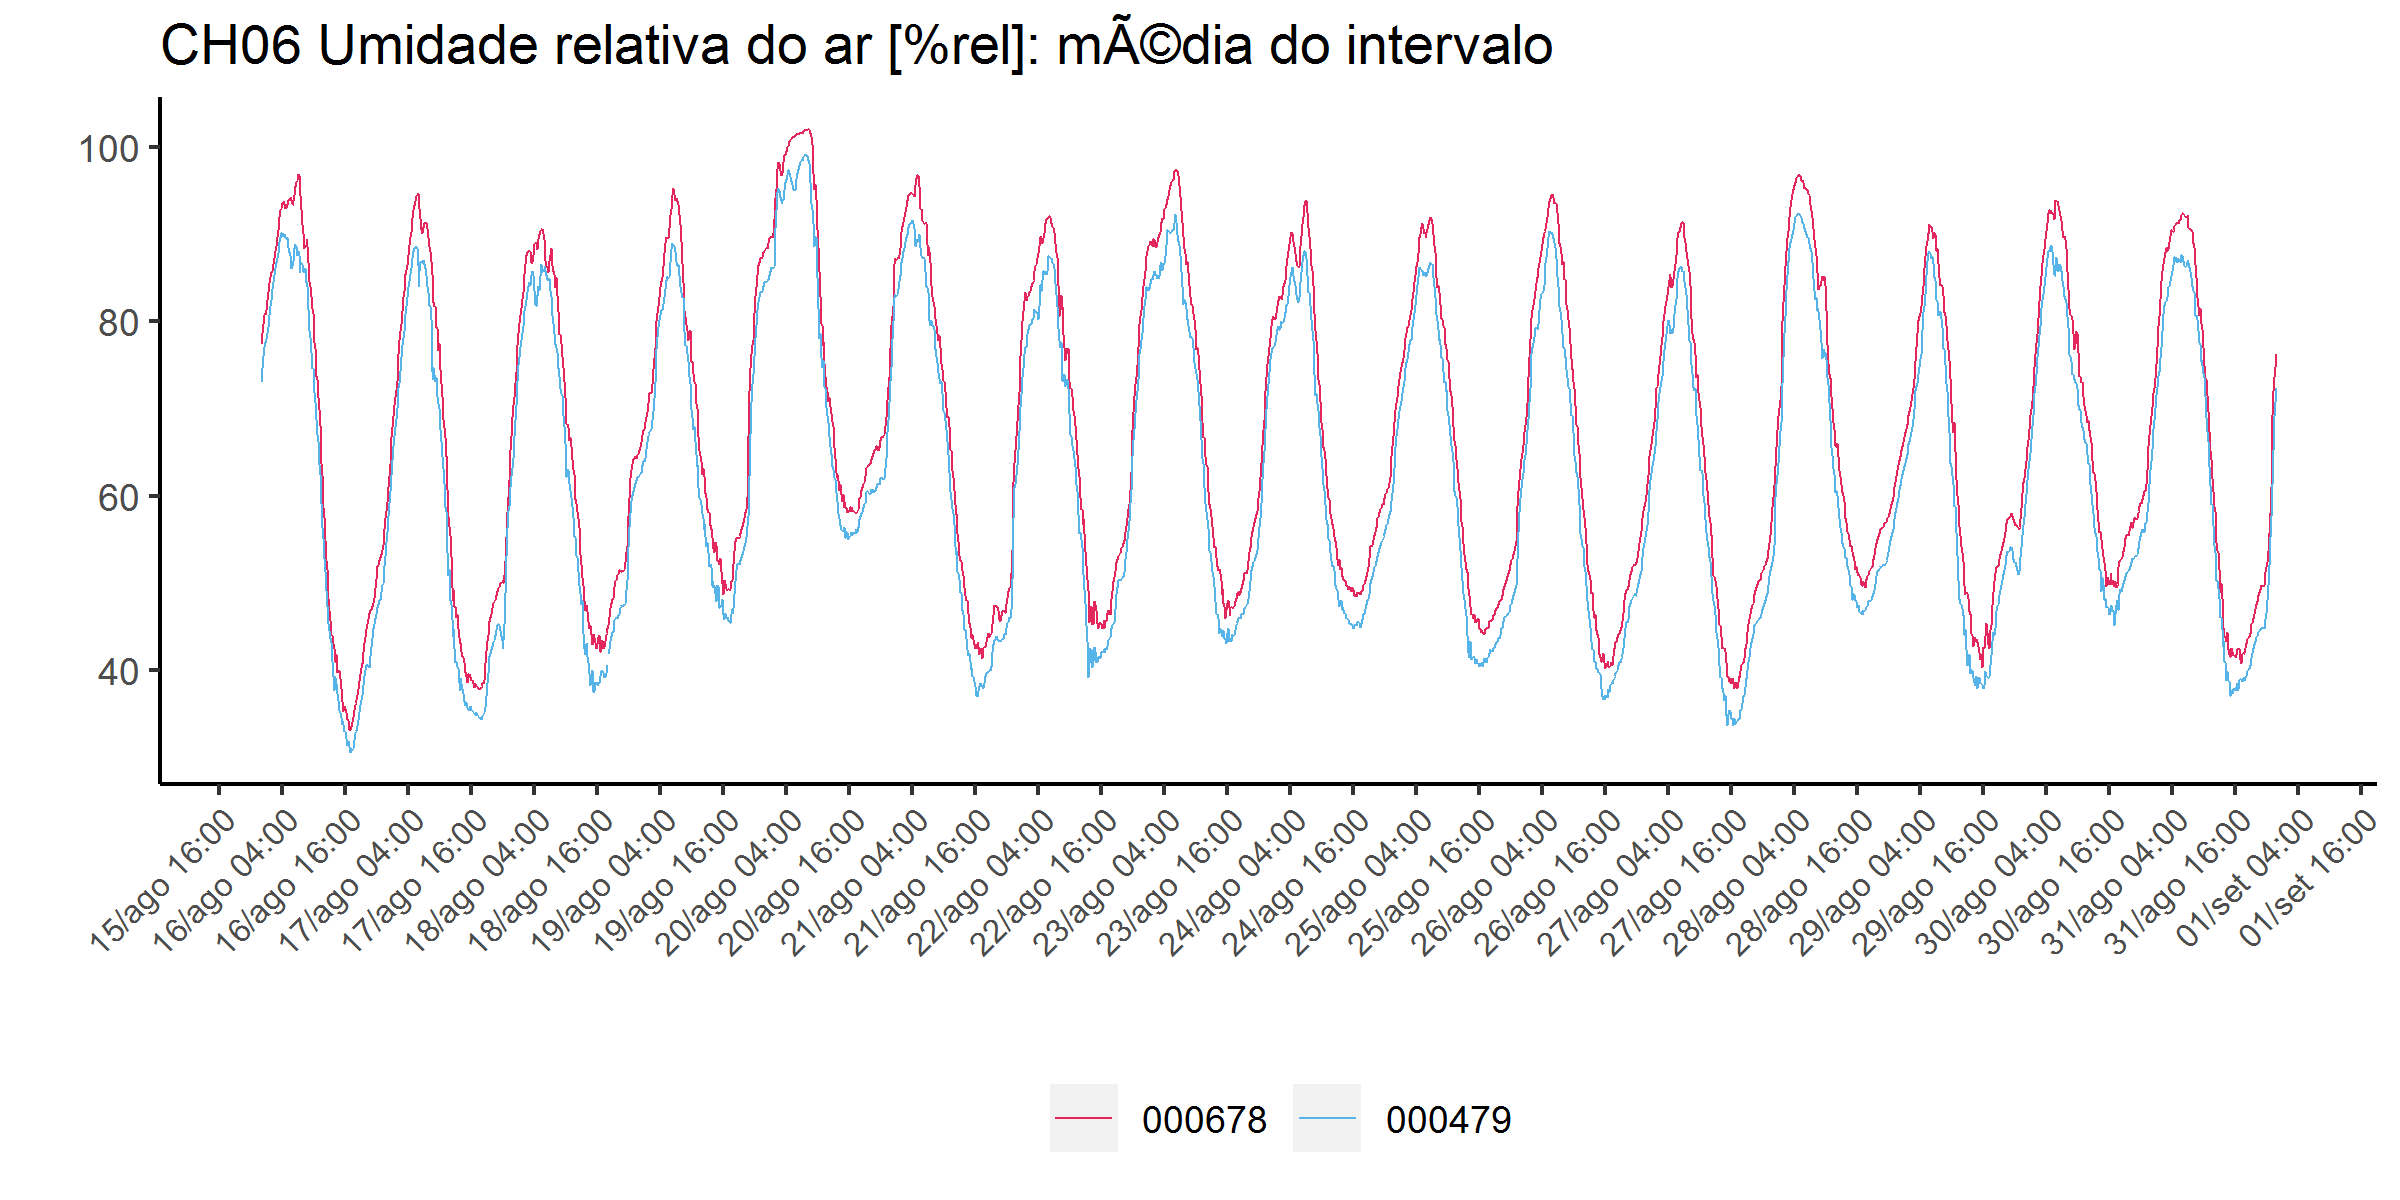 CH06 Umidade relativa do ar [%rel]: mÃ©dia do intervalo
100
80
60
40
15/ago 16:00
16/ago 04:00
16/ago 16:00
17/ago 04:00
17/ago 16:00
18/ago 04:00
18/ago 16:00
19/ago 04:00
19/ago 16:00
20/ago 04:00
20/ago 16:00
21/ago 04:00
21/ago 16:00
22/ago 04:00
22/ago 16:00
23/ago 04:00
23/ago 16:00
24/ago 04:00
24/ago 16:00
25/ago 04:00
25/ago 16:00
26/ago 04:00
26/ago 16:00
27/ago 04:00
27/ago 16:00
28/ago 04:00
28/ago 16:00
29/ago 04:00
29/ago 16:00
30/ago 04:00
30/ago 16:00
31/ago 04:00
31/ago 16:00
01/set 04:00
01/set 16:00
000678 000479